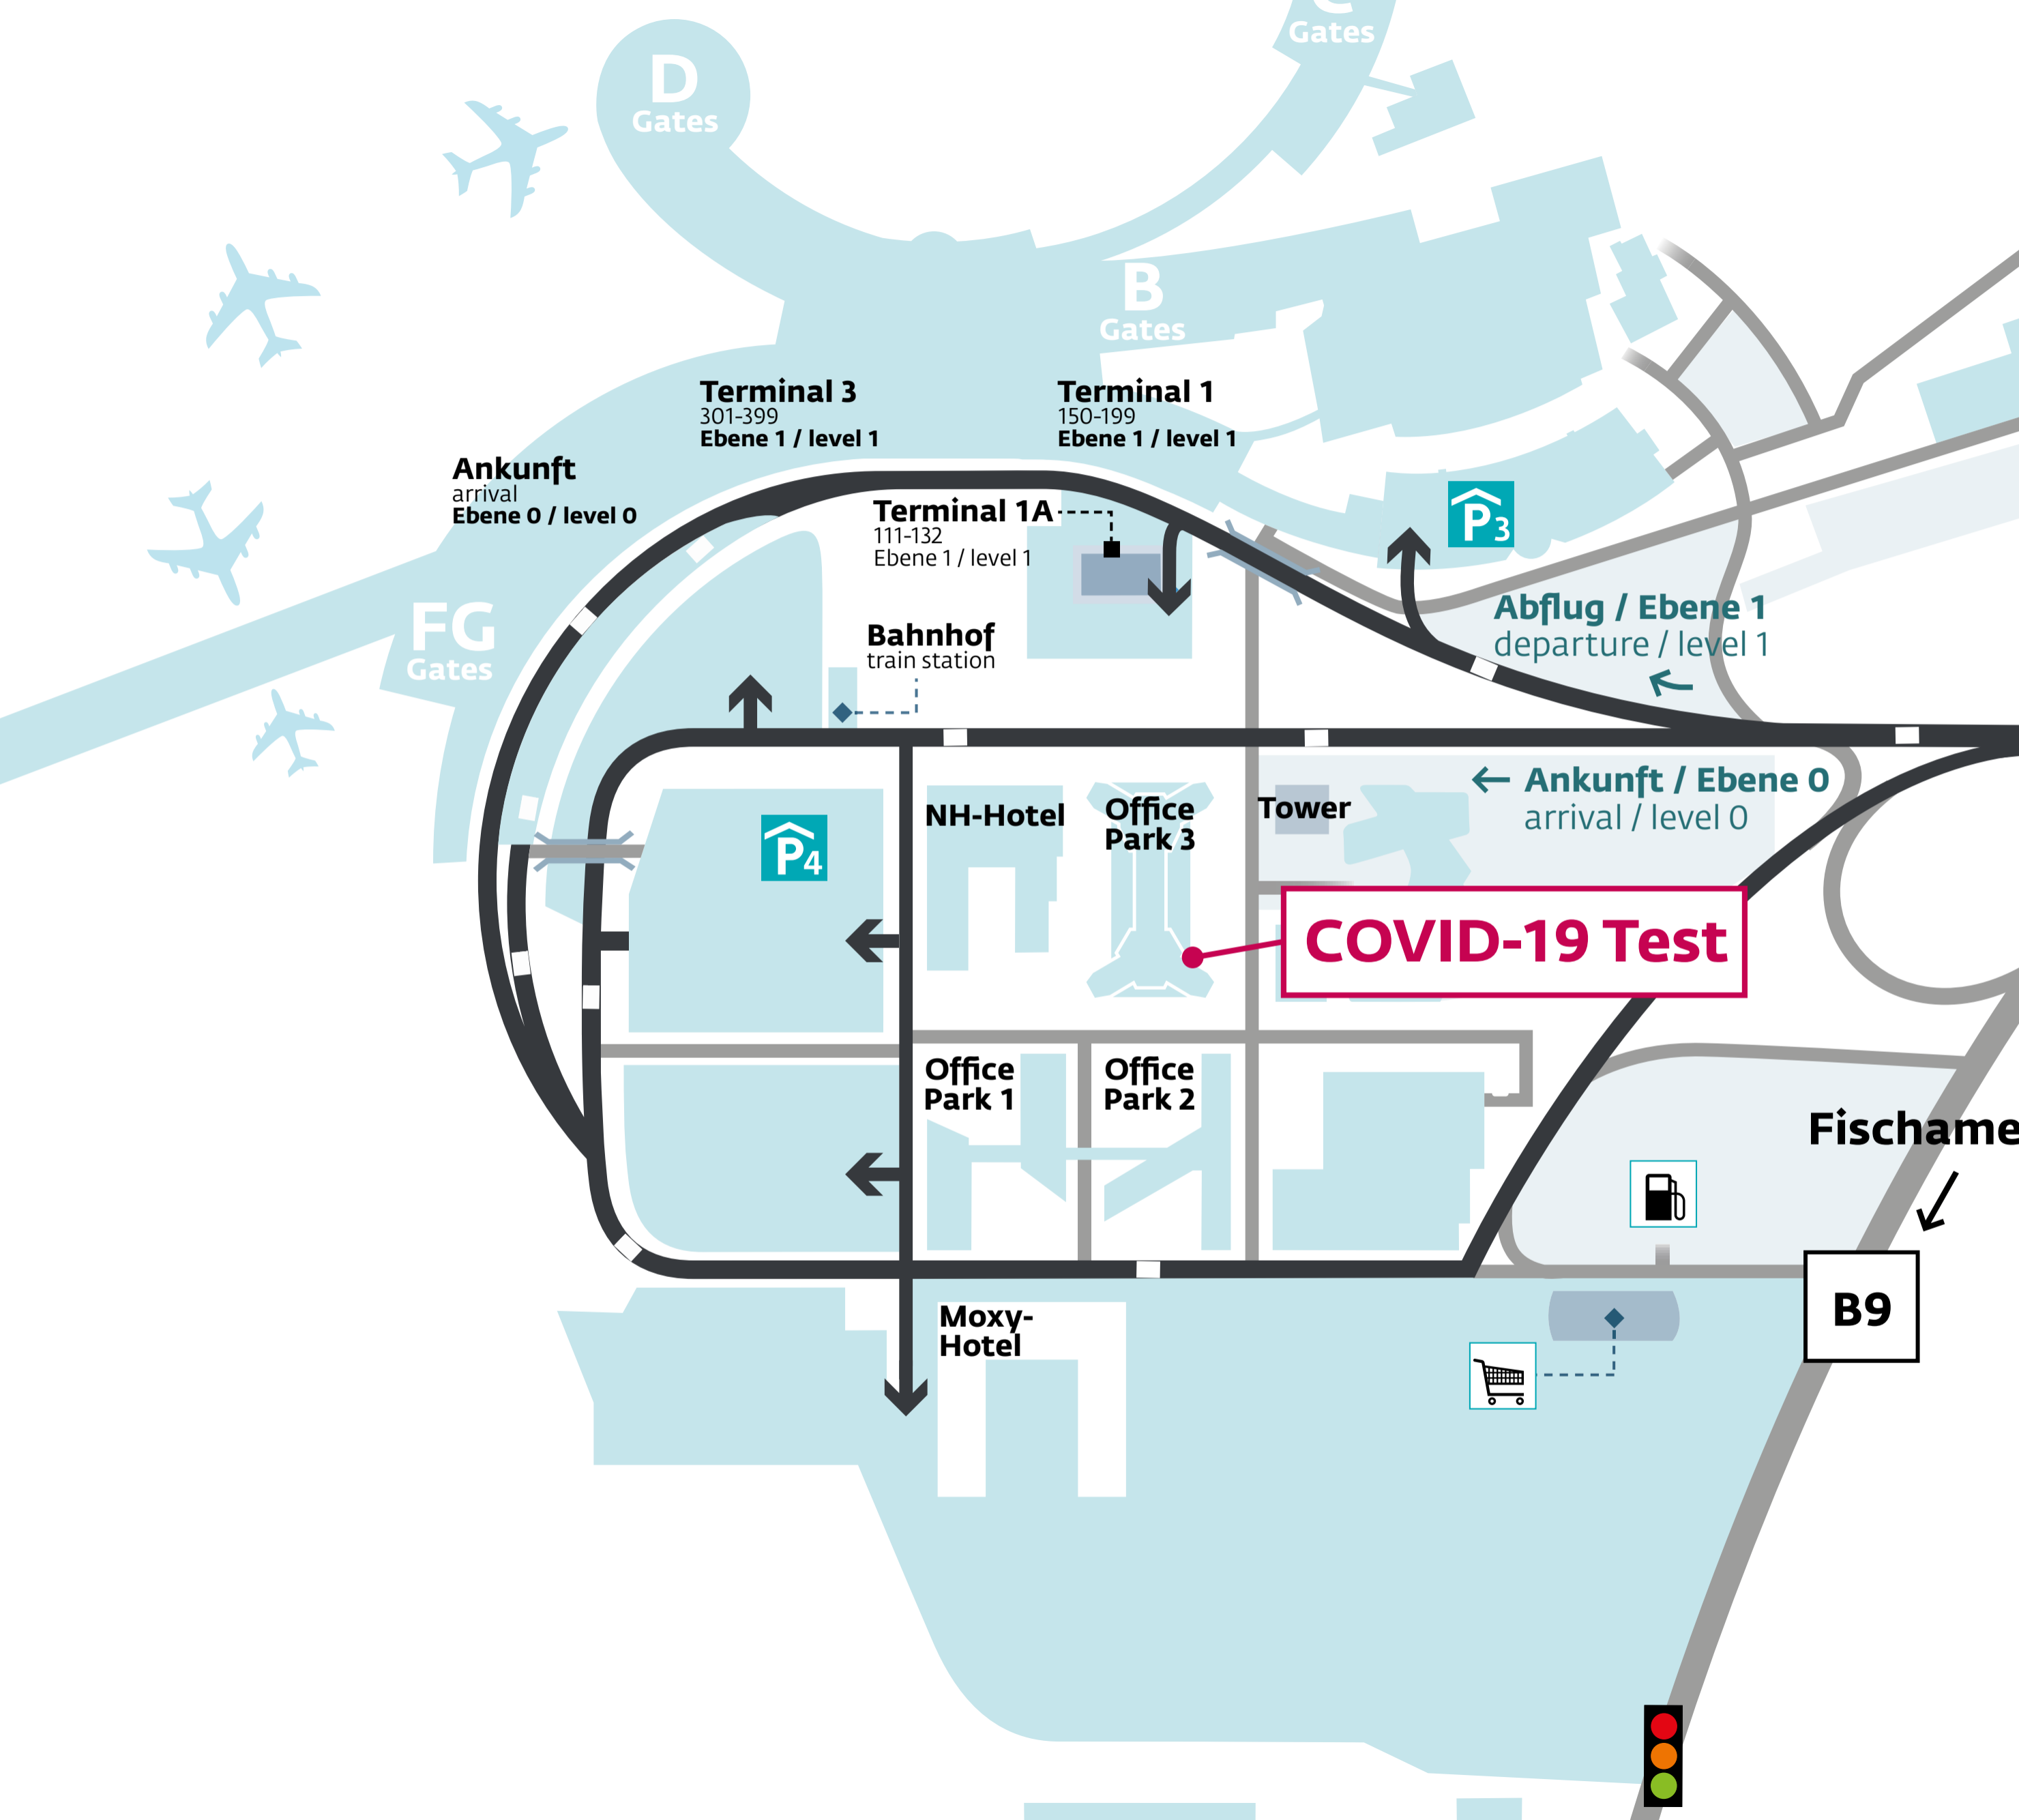 Gates
D
Gates
B
Gates
Terminal 3
301-399
Ebene 1 / level 1
Terminal 1
150-199
Ebene 1 / level 1
Ankunft
arrival
Ebene 0 / level 0
Terminal 1A
111-132
Ebene 1 / level 1
P3
FG
Gates
Bahnhof
train station
Abflug / Ebene 1
departure / level 1
Ankunft / Ebene 0
arrival / level 0
P4
NH-Hotel
Office
Park 3
Tower
COVID-19 Test
Office
Park 1
Office
Park 2
Fischame
B9
Moxy-
Hotel